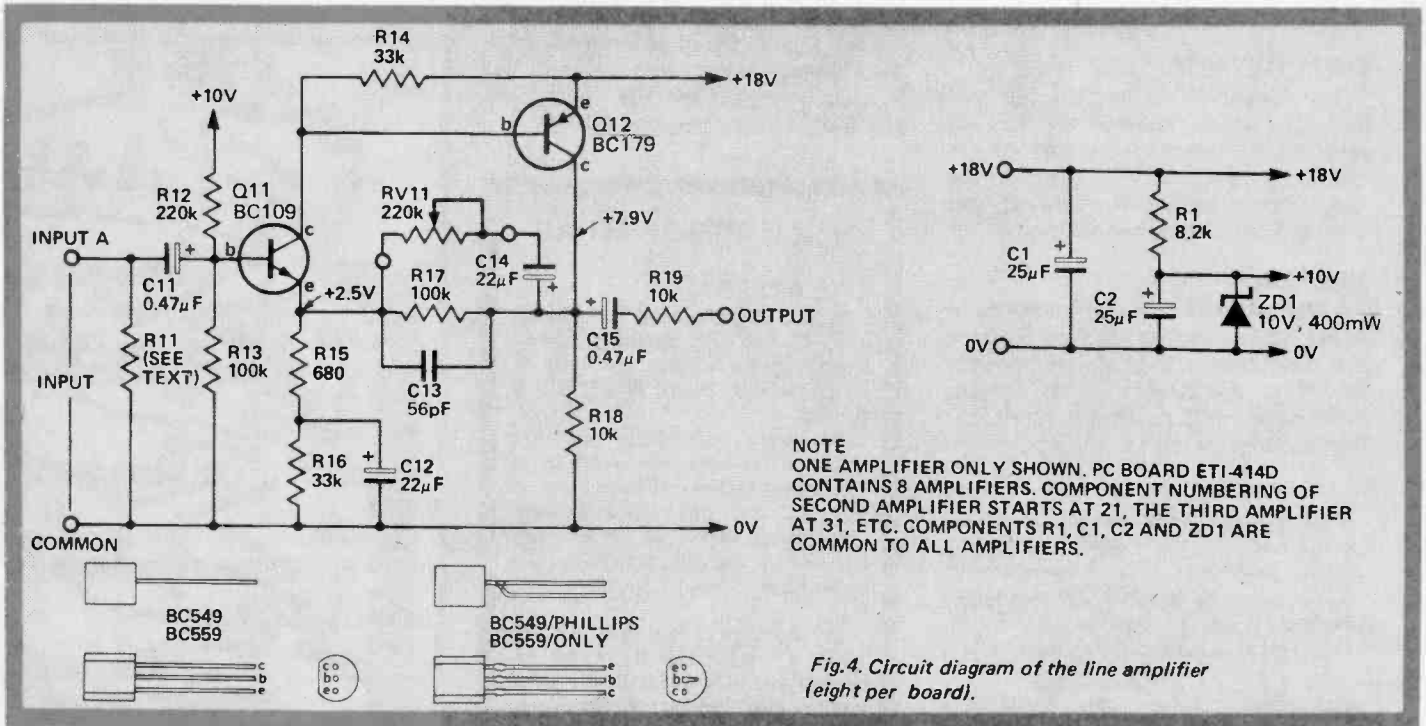 R14
33k
+18V
+10V
e
b
Q12
BC179
c
R12
220k
Q11
BC109
RV11
220k
c
b
e
+7.9V
INPUT A
C11
0.47µF
+
C14
22µF
+
R17
100k
+2.5V
R19
10k
OUTPUT
+
C15
0.47µF
R11
(SEE
TEXT)
INPUT
R13
100k
R15
680
C13
56pF
R18
10k
R16
33k
+
C12
22µF
0V
COMMON
+18V
+18V
R1
8.2k
+
C1
25µF
+10V
+
C2
25µF
ZD1
10V, 400mW
0V
0V
NOTE
ONE AMPLIFIER ONLY SHOWN. PC BOARD ETI-414D
CONTAINS 8 AMPLIFIERS. COMPONENT NUMBERING OF
SECOND AMPLIFIER STARTS AT 21, THE THIRD AMPLIFIER
AT 31, ETC. COMPONENTS R1, C1, C2 AND ZD1 ARE
COMMON TO ALL AMPLIFIERS.
BC549
BC559
c
b
e
c
b
e
BC549/PHILLIPS
BC559/ONLY
e
b
c
e
b
c
Fig.4. Circuit diagram of the line amplifier
(eight per board).